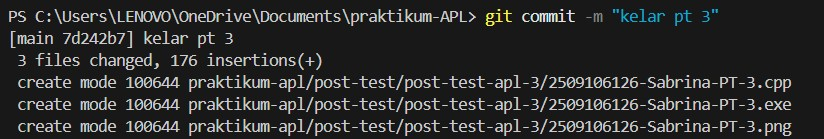 PS C:\Users\LENOVO\OneDrive\Documents\praktikum-APL> git commit -m "kelar pt 3"
[main 7d242b7] kelar pt 3
 3 files changed, 176 insertions(+)
 create mode 100644 praktikum-apl/post-test/post-test-apl-3/2509106126-Sabrina-PT-3.cpp
 create mode 100644 praktikum-apl/post-test/post-test-apl-3/2509106126-Sabrina-PT-3.exe
 create mode 100644 praktikum-apl/post-test/post-test-apl-3/2509106126-Sabrina-PT-3.png